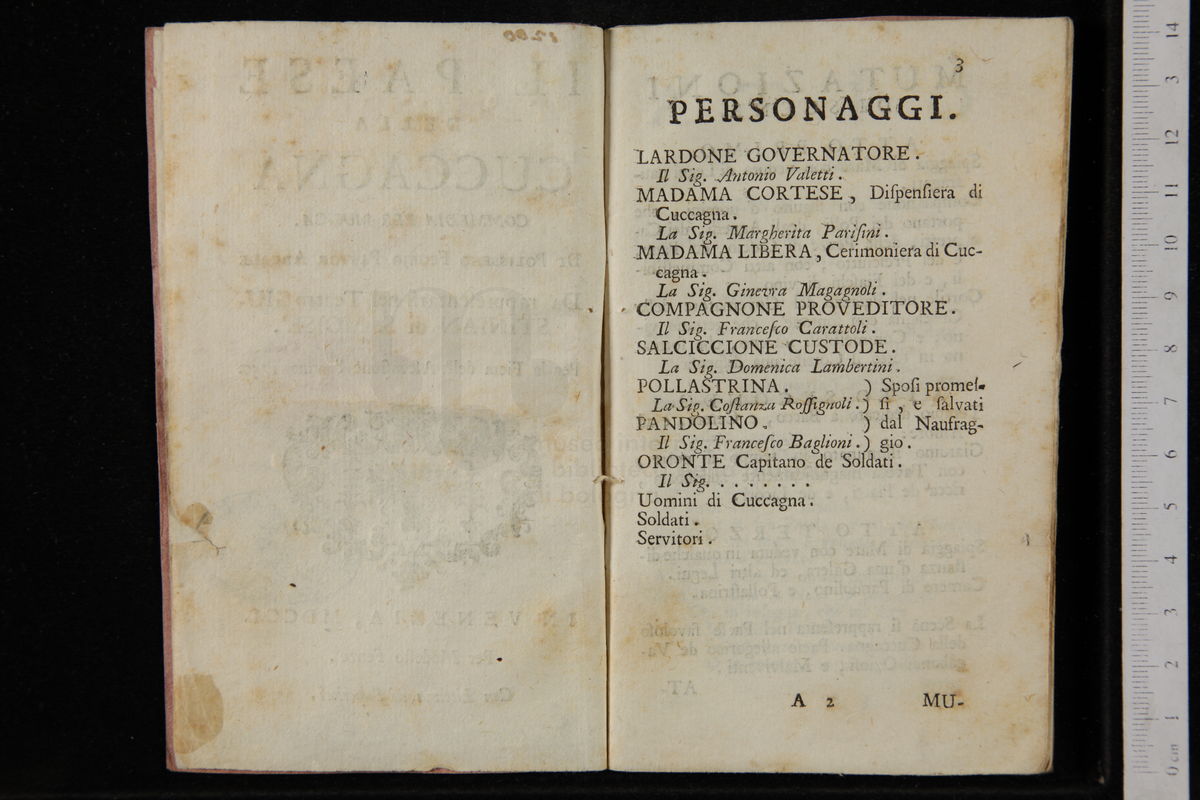 3
PERSONAGGI.
LARDONE GOVERNATORE.
Il Sig. Antonio Valetti.
MADAMA CORTESE, Diſpenſiera di
Cuccagna.
La Sig. Margherita Pariſini.
MADAMA LIBERA, Cerimoniera di Cuc-
cagna.
La Sig. Ginevra Magagnoli.
COMPAGNONE PROVEDITORE.
Il Sig. Franceſco Carattoli.
SALCICCIONE CUSTODE.
La Sig. Domenica Lambertini.
POLLASTRINA. ) Spoſi promeſ-
La Sig. Coſtanza Roſſignoli. ) ſi, e ſalvati
PANDOLINO. ) dal Naufrag-
Il Sig. Franceſco Baglioni. ) gio.
ORONTE Capitano de Soldati.
Il Sig. . . . . . . .
Uomini di Cuccagna.
Soldati.
Servitori.
A 2 MU-
0 cm 1 2 3 4 5 6 7 8 9 10 11 12 3 14